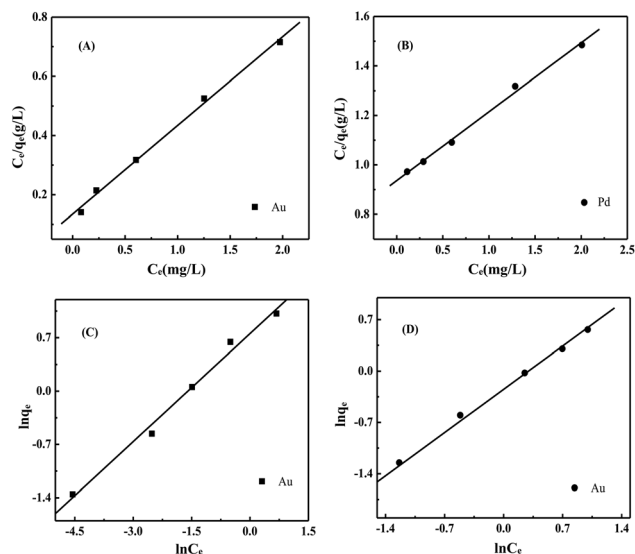 (A)
0.8
0.6
0.4
0.2
Cₑ/qₑ(g/L)
Au
0.0 0.5 1.0 1.5 2.0
Cₑ(mg/L)
(B)
1.6
1.4
1.2
1.0
0.8
Cₑ/qₑ(g/L)
Pd
0.0 0.5 1.0 1.5 2.0 2.5
Cₑ(mg/L)
(C)
0.7
0.0
-0.7
-1.4
lnqₑ
Au
-4.5 -3.0 -1.5 0.0 1.5
lnCₑ
(D)
0.7
0.0
-0.7
-1.4
lnqₑ
Au
-1.4 -0.7 0.0 0.7 1.4
lnCₑ